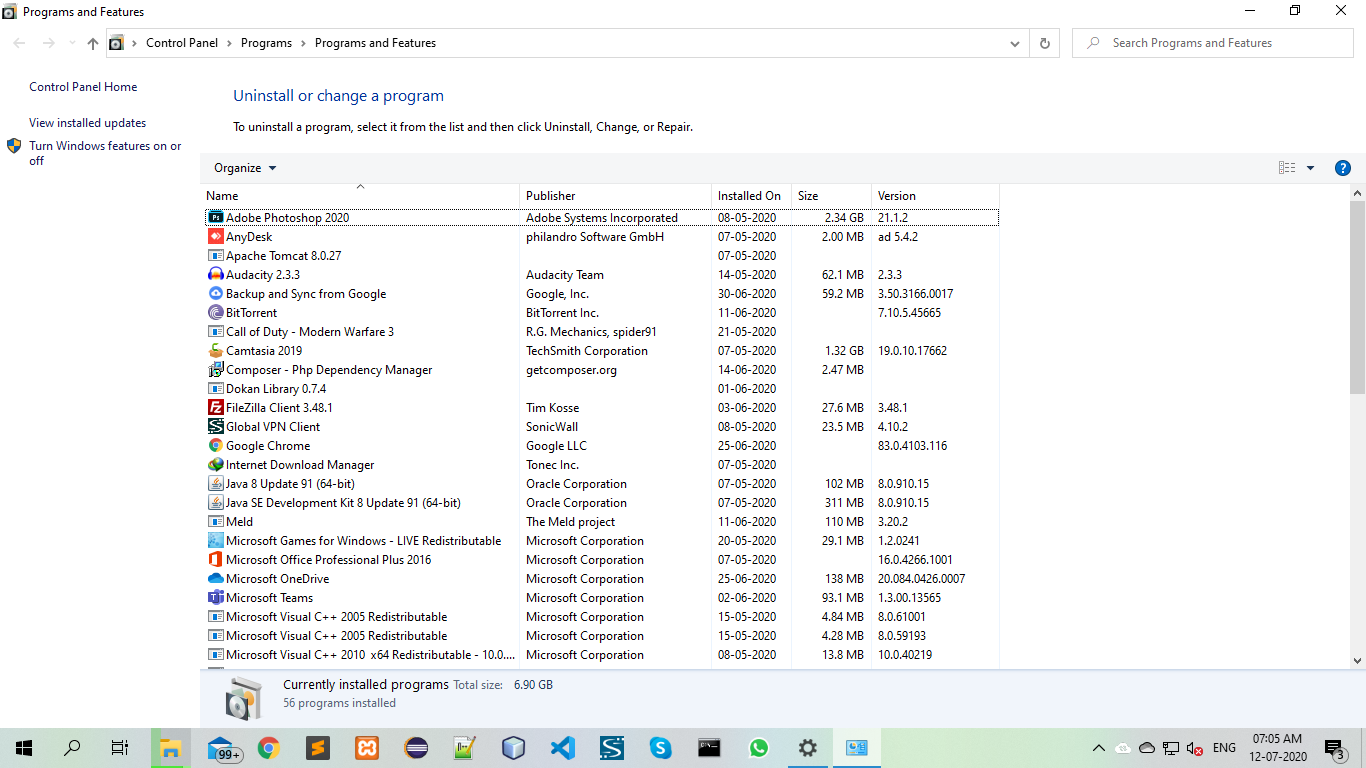 Programs and Features
Control Panel > Programs > Programs and Features
Search Programs and Features
Control Panel Home
View installed updates
Turn Windows features on or
off
Uninstall or change a program
To uninstall a program, select it from the list and then click Uninstall, Change, or Repair.
Organize
Name Publisher Installed On Size Version
Ps Adobe Photoshop 2020 Adobe Systems Incorporated 08-05-2020 2.34 GB 21.1.2
AnyDesk philandro Software GmbH 07-05-2020 2.00 MB ad 5.4.2
Apache Tomcat 8.0.27 07-05-2020
Audacity 2.3.3 Audacity Team 14-05-2020 62.1 MB 2.3.3
Backup and Sync from Google Google, Inc. 30-06-2020 59.2 MB 3.50.3166.0017
BitTorrent BitTorrent Inc. 11-06-2020 7.10.5.45665
Call of Duty - Modern Warfare 3 R.G. Mechanics, spider91 21-05-2020
Camtasia 2019 TechSmith Corporation 07-05-2020 1.32 GB 19.0.10.17662
Composer - Php Dependency Manager getcomposer.org 14-06-2020 2.47 MB
Dokan Library 0.7.4 01-06-2020
FZ FileZilla Client 3.48.1 Tim Kosse 03-06-2020 27.6 MB 3.48.1
Global VPN Client SonicWall 08-05-2020 23.5 MB 4.10.2
Google Chrome Google LLC 25-06-2020 83.0.4103.116
Internet Download Manager Tonec Inc. 07-05-2020
Java 8 Update 91 (64-bit) Oracle Corporation 07-05-2020 102 MB 8.0.910.15
Java SE Development Kit 8 Update 91 (64-bit) Oracle Corporation 07-05-2020 311 MB 8.0.910.15
Meld The Meld project 11-06-2020 110 MB 3.20.2
Microsoft Games for Windows - LIVE Redistributable Microsoft Corporation 20-05-2020 29.1 MB 1.2.0241
Microsoft Office Professional Plus 2016 Microsoft Corporation 07-05-2020 16.0.4266.1001
Microsoft OneDrive Microsoft Corporation 25-06-2020 138 MB 20.084.0426.0007
Microsoft Teams Microsoft Corporation 02-06-2020 93.1 MB 1.3.00.13565
Microsoft Visual C++ 2005 Redistributable Microsoft Corporation 15-05-2020 4.84 MB 8.0.61001
Microsoft Visual C++ 2005 Redistributable Microsoft Corporation 15-05-2020 4.28 MB 8.0.59193
Microsoft Visual C++ 2010 x64 Redistributable - 10.0.... Microsoft Corporation 08-05-2020 13.8 MB 10.0.40219
Currently installed programs Total size: 6.90 GB
56 programs installed
99+
ENG
07:05 AM
12-07-2020
3